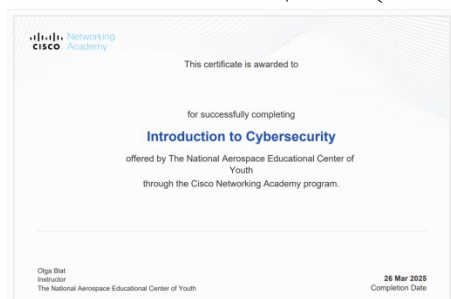 Networking
CISCO Academy
This certificate is awarded to
for successfully completing
Introduction to Cybersecurity
offered by The National Aerospace Educational Center of
Youth
through the Cisco Networking Academy program.
Olga Blat
Instructor
The National Aerospace Educational Center of Youth
26 Mar 2025
Completion Date